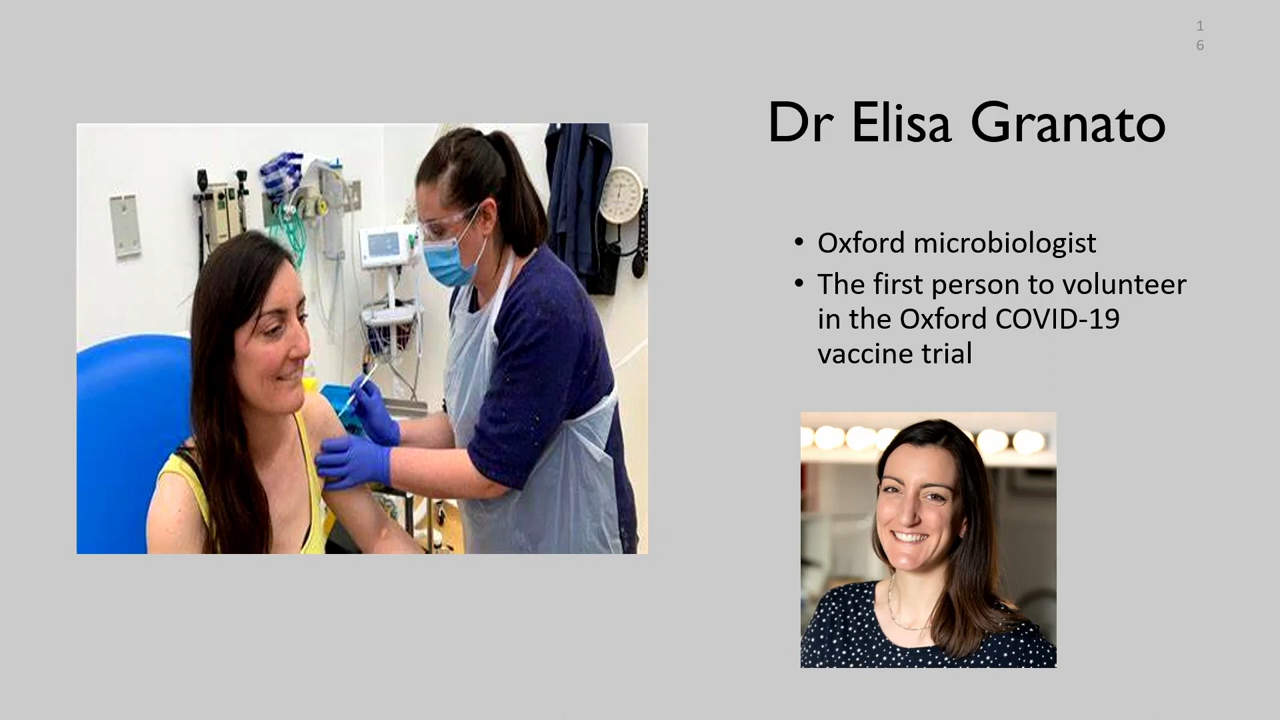 1
6
Dr Elisa Granato
• Oxford microbiologist
• The first person to volunteer
in the Oxford COVID-19
vaccine trial